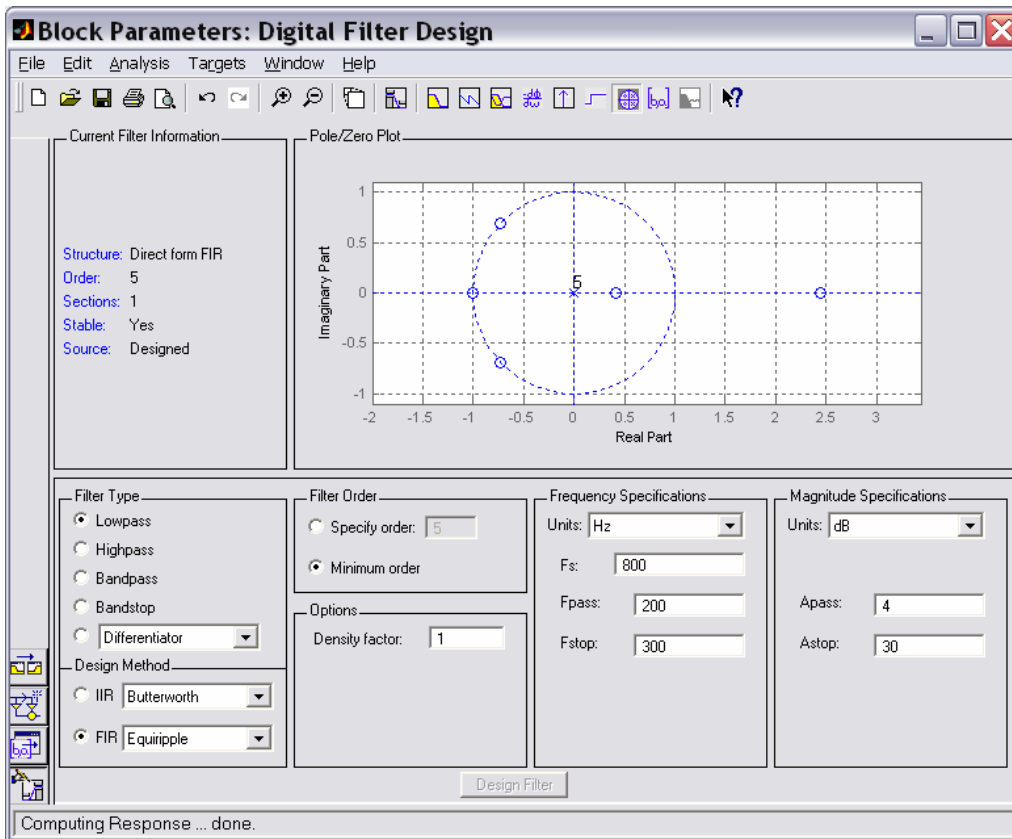 Block Parameters: Digital Filter Design
File Edit Analysis Targets Window Help
Current Filter Information
Structure: Direct form FIR
Order: 5
Sections: 1
Stable: Yes
Source: Designed
Pole/Zero Plot
1
0.5
0
-0.5
-1
Imaginary Part
5
-2 -1.5 -1 -0.5 0 0.5 1 1.5 2 2.5 3
Real Part
Filter Type
Lowpass
Highpass
Bandpass
Bandstop
Differentiator
Design Method
IIR Butterworth
FIR Equiripple
Filter Order
Specify order: 5
Minimum order
Options
Density factor: 1
Frequency Specifications
Units: Hz
Fs: 800
Fpass: 200
Fstop: 300
Magnitude Specifications
Units: dB
Apass: 4
Astop: 30
Design Filter
Computing Response ... done.